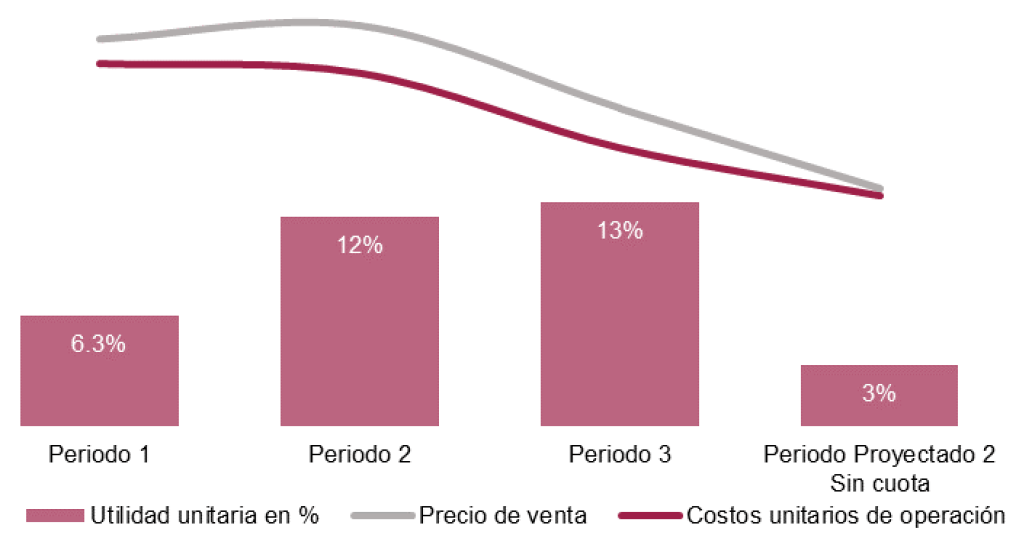 6.3%
12%
13%
3%
Periodo 1
Periodo 2
Periodo 3
Periodo Proyectado 2
Sin cuota
Utilidad unitaria en %
Precio de venta
Costos unitarios de operación